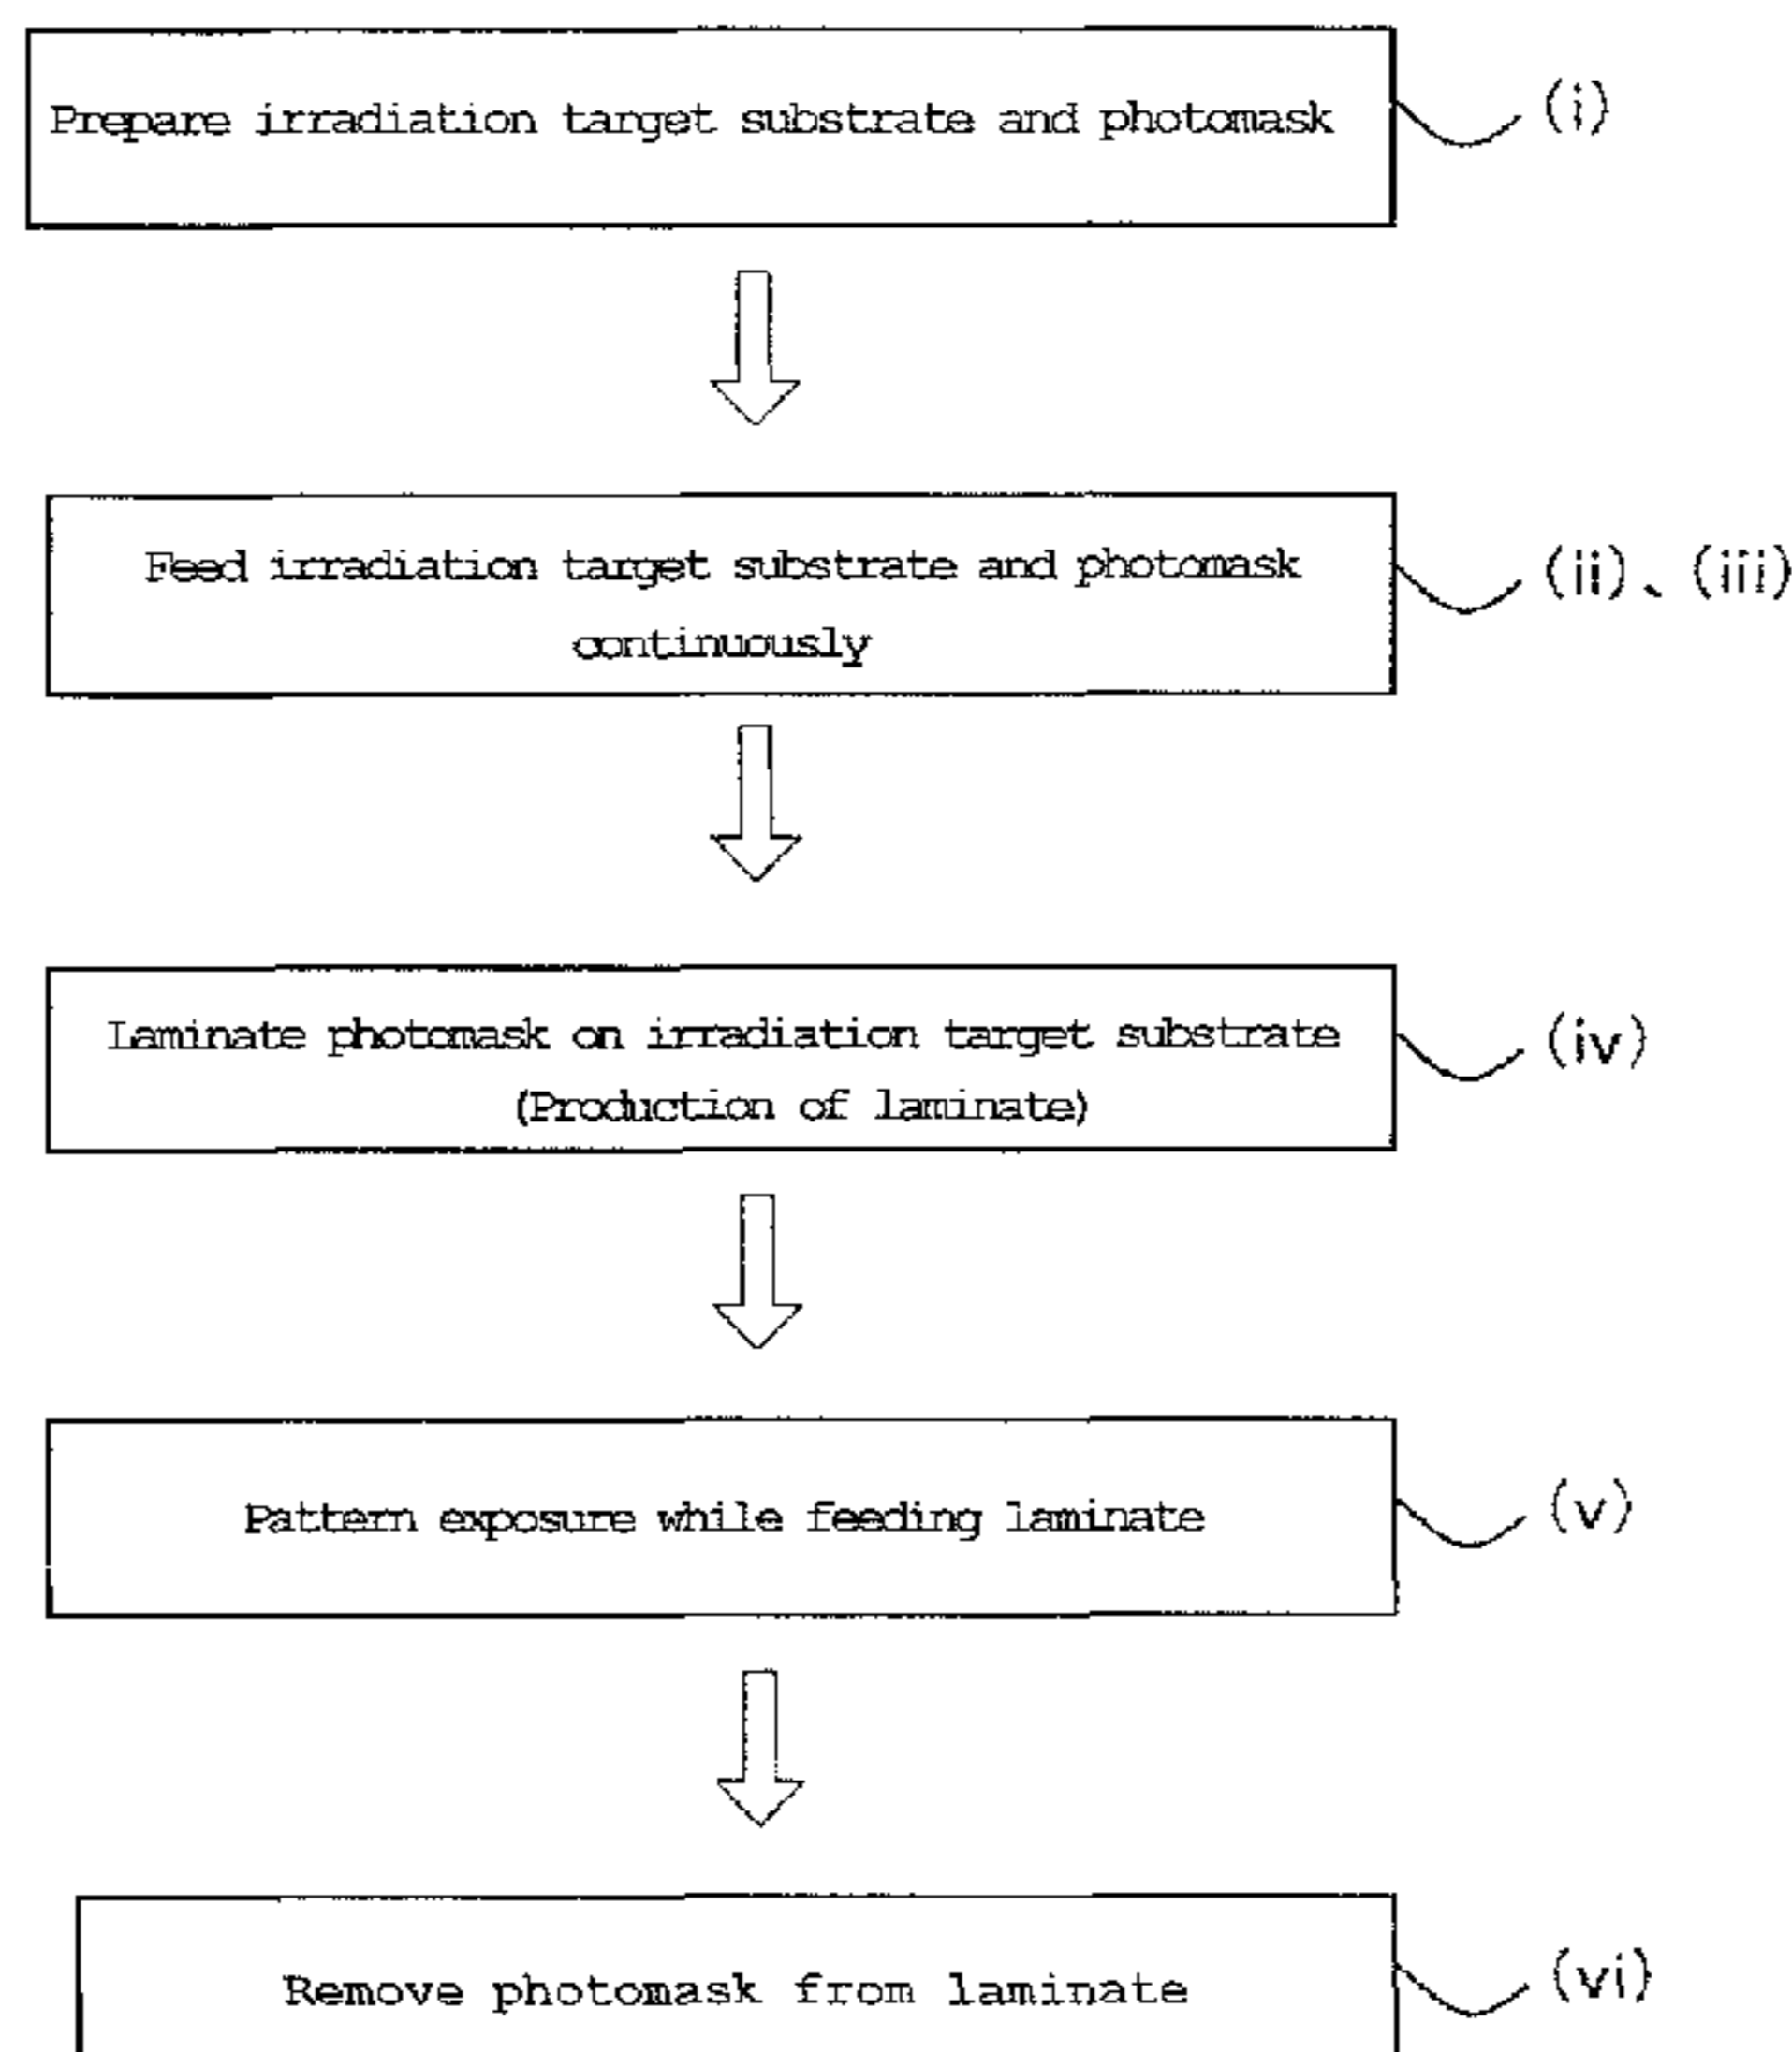 Prepare irradiation target substrate and photomask
(i)
Feed irradiation target substrate and photomask
continuously
(ii)、(iii)
Laminate photomask on irradiation target substrate
(Production of laminate)
(iv)
Pattern exposure while feeding laminate
(v)
Remove photomask from laminate
(vi)